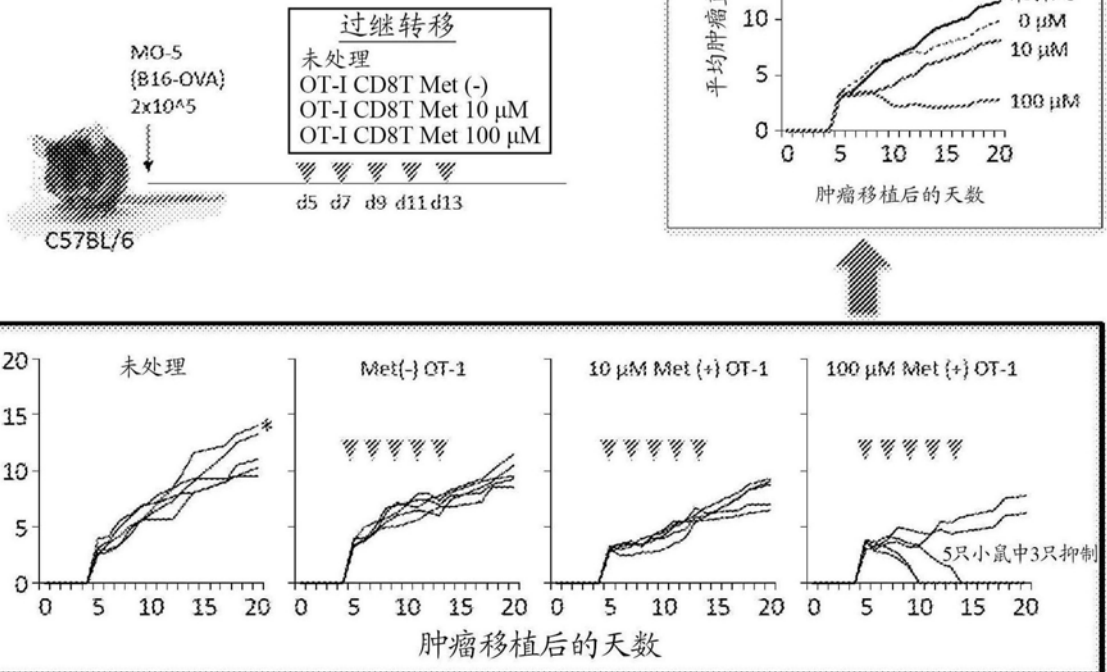 过继转移
未处理
OT-I CD8T Met (-)
OT-I CD8T Met 10 μM
OT-I CD8T Met 100 μM
MO-5
(B16-OVA)
2x10^5
d5 d7 d9 d11 d13
C57BL/6
平均肿瘤
10
5
0
0 μM
10 μM
100 μM
0 5 10 15 20
肿瘤移植后的天数
未处理
Met(-) OT-1
10 μM Met (+) OT-1
100 μM Met (+) OT-1
20
15
10
5
0
*
5只小鼠中3只抑制
0 5 10 15 20
0 5 10 15 20
0 5 10 15 20
0 5 10 15 20
肿瘤移植后的天数